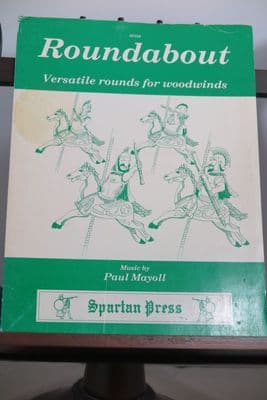 Roundabout
Versatile rounds for woodwinds
Music by
Paul Mayoll
Spartan Press